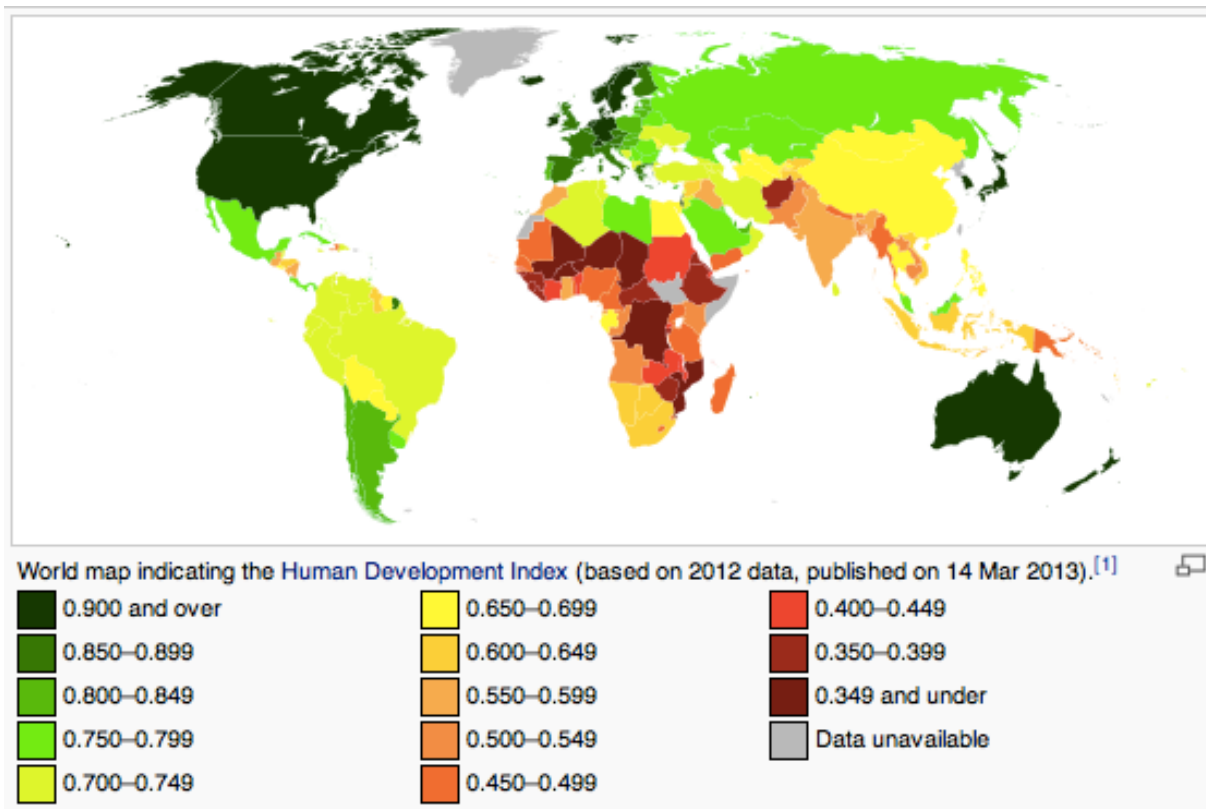 World map indicating the Human Development Index (based on 2012 data, published on 14 Mar 2013).[1]
0.900 and over
0.850–0.899
0.800–0.849
0.750–0.799
0.700–0.749
0.650–0.699
0.600–0.649
0.550–0.599
0.500–0.549
0.450–0.499
0.400–0.449
0.350–0.399
0.349 and under
Data unavailable